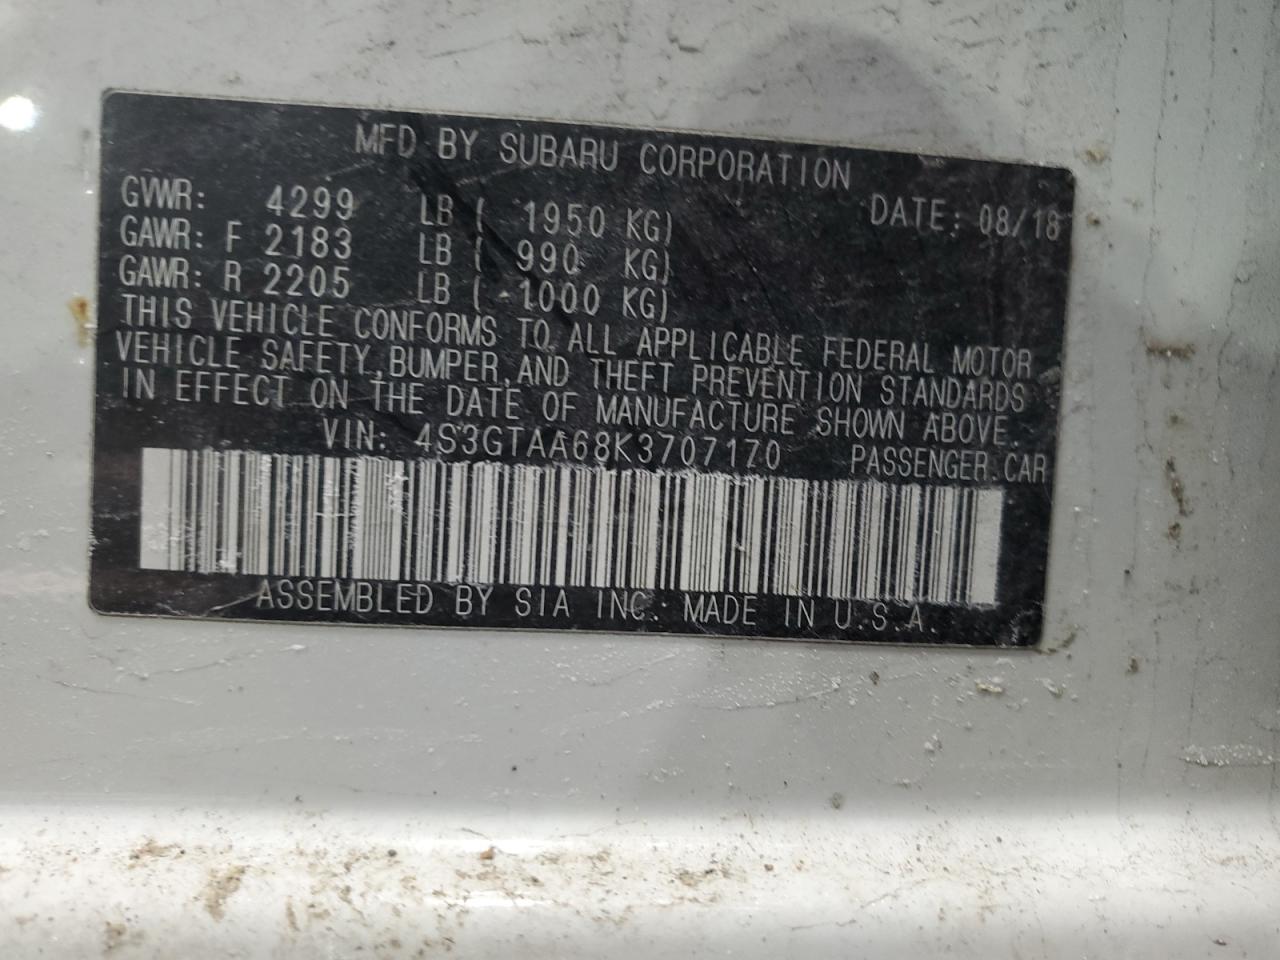 MFD BY SUBARU CORPORATION
GVWR: 4299 LB ( 1950 KG) DATE: 08/18
GAWR: F 2183 LB ( 990 KG)
GAWR: R 2205 LB ( 1000 KG)
THIS VEHICLE CONFORMS TO ALL APPLICABLE FEDERAL MOTOR
VEHICLE SAFETY, BUMPER, AND THEFT PREVENTION STANDARDS
IN EFFECT ON THE DATE OF MANUFACTURE SHOWN ABOVE.
VIN: 4S3GTAA68K3707170 PASSENGER CAR
ASSEMBLED BY SIA INC. MADE IN U.S.A.